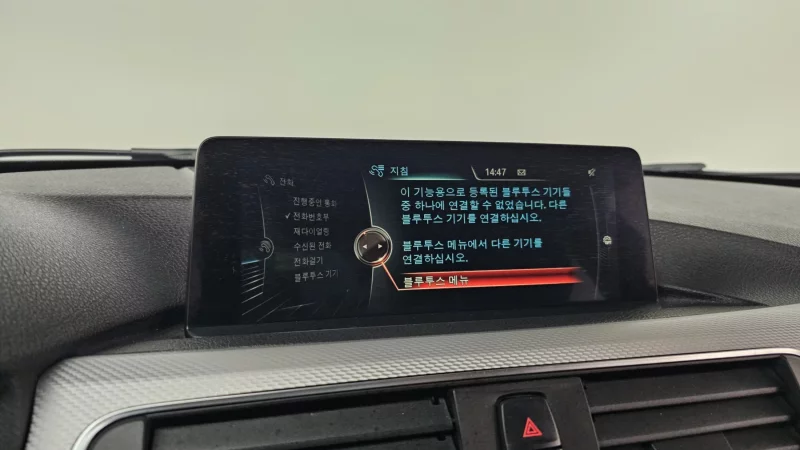 전화
진행중인 통화
전화번호부
재다이얼링
수신된 전화
전화걸기
블루투스 기기
지침
14:47
이 기능용으로 등록된 블루투스 기기들
중 하나에 연결할 수 없었습니다. 다른
블루투스 기기를 연결하십시오.
블루투스 메뉴에서 다른 기기를
연결하십시오.
블루투스 메뉴